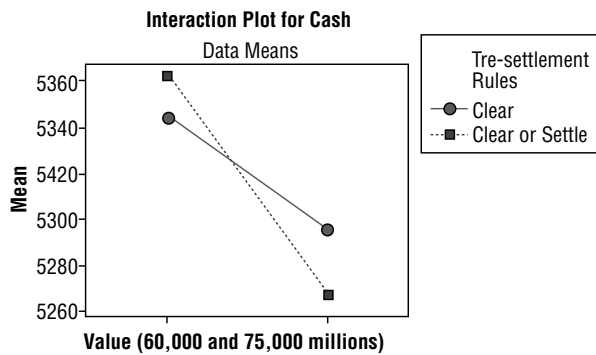 Interaction Plot for Cash
Data Means
5360
5340
5420
5300
5280
5260
Mean
Value (60,000 and 75,000 millions)
Tre-settlement
Rules
Clear
Clear or Settle